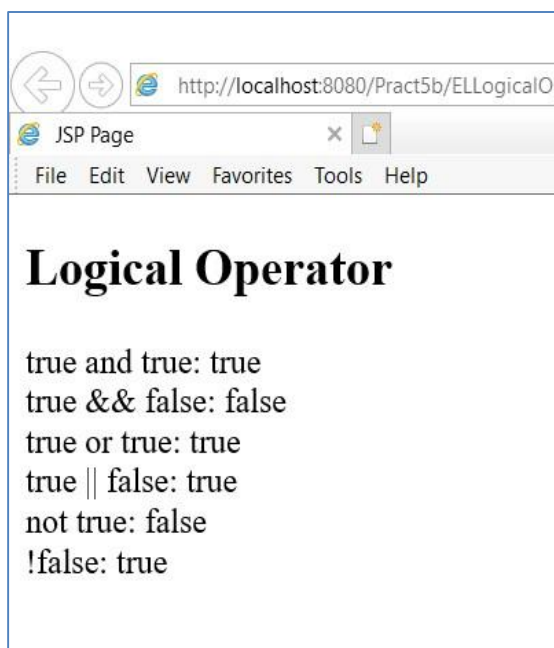 http://localhost:8080/Pract5b/ELLogicalO
JSP Page
File Edit View Favorites Tools Help
Logical Operator
true and true: true
true && false: false
true or true: true
true || false: true
not true: false
!false: true